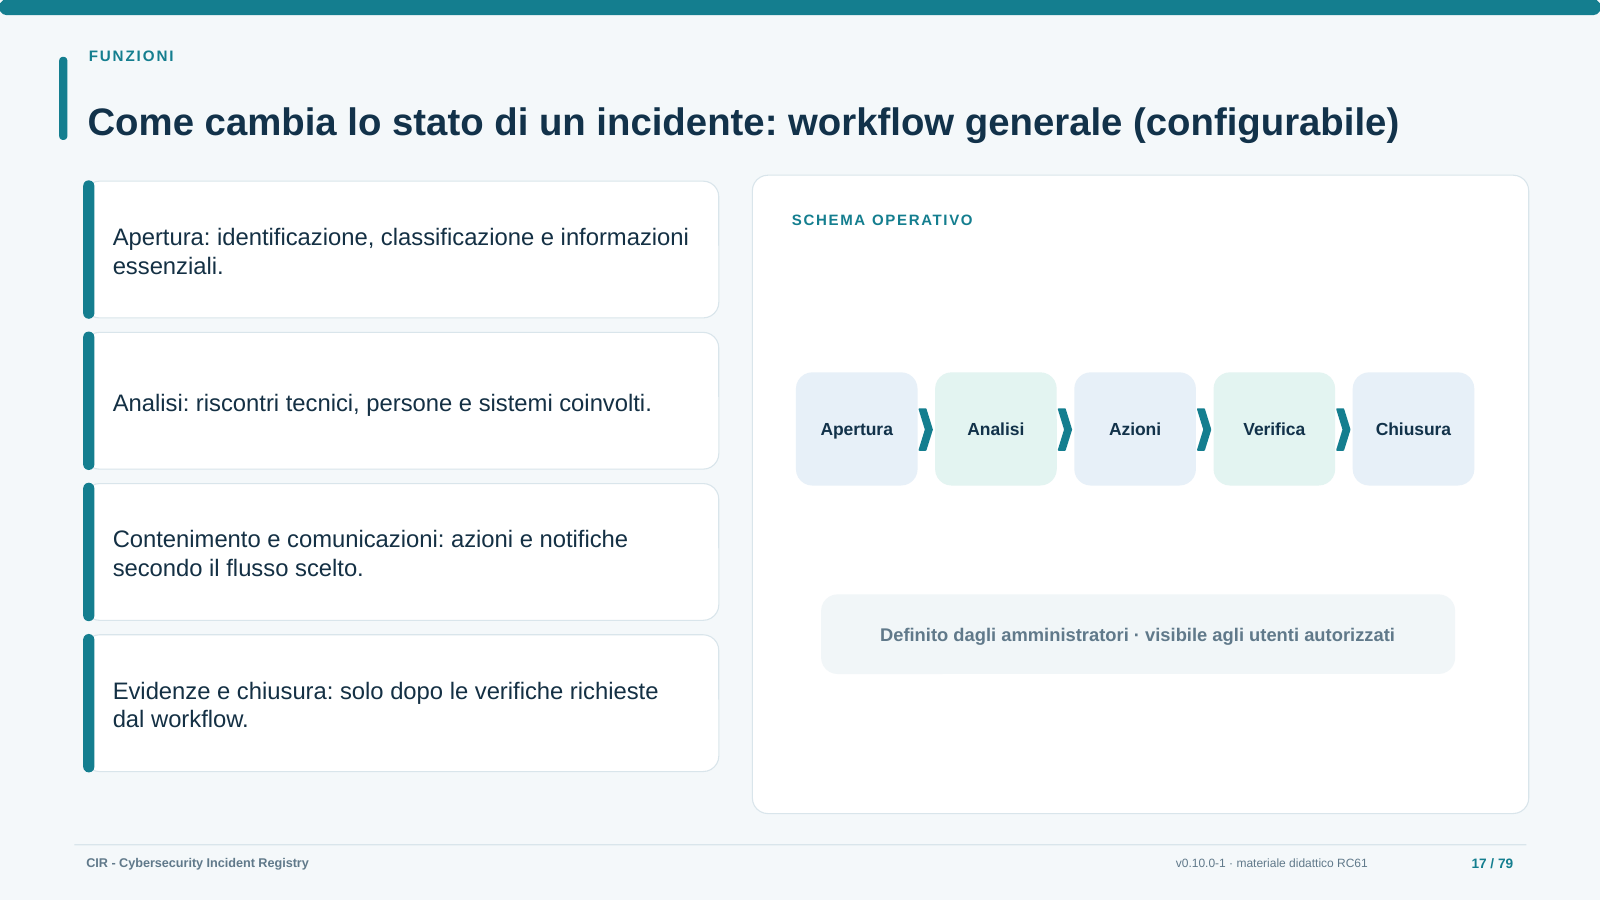 FUNZIONI
Come cambia lo stato di un incidente: workflow generale (configurabile)
Apertura: identificazione, classificazione e informazioni
essenziali.
Analisi: riscontri tecnici, persone e sistemi coinvolti.
Contenimento e comunicazioni: azioni e notifiche
secondo il flusso scelto.
Evidenze e chiusura: solo dopo le verifiche richieste
dal workflow.
SCHEMA OPERATIVO
Apertura
Analisi
Azioni
Verifica
Chiusura
Definito dagli amministratori · visibile agli utenti autorizzati
CIR - Cybersecurity Incident Registry
v0.10.0-1 · materiale didattico RC61
17 / 79